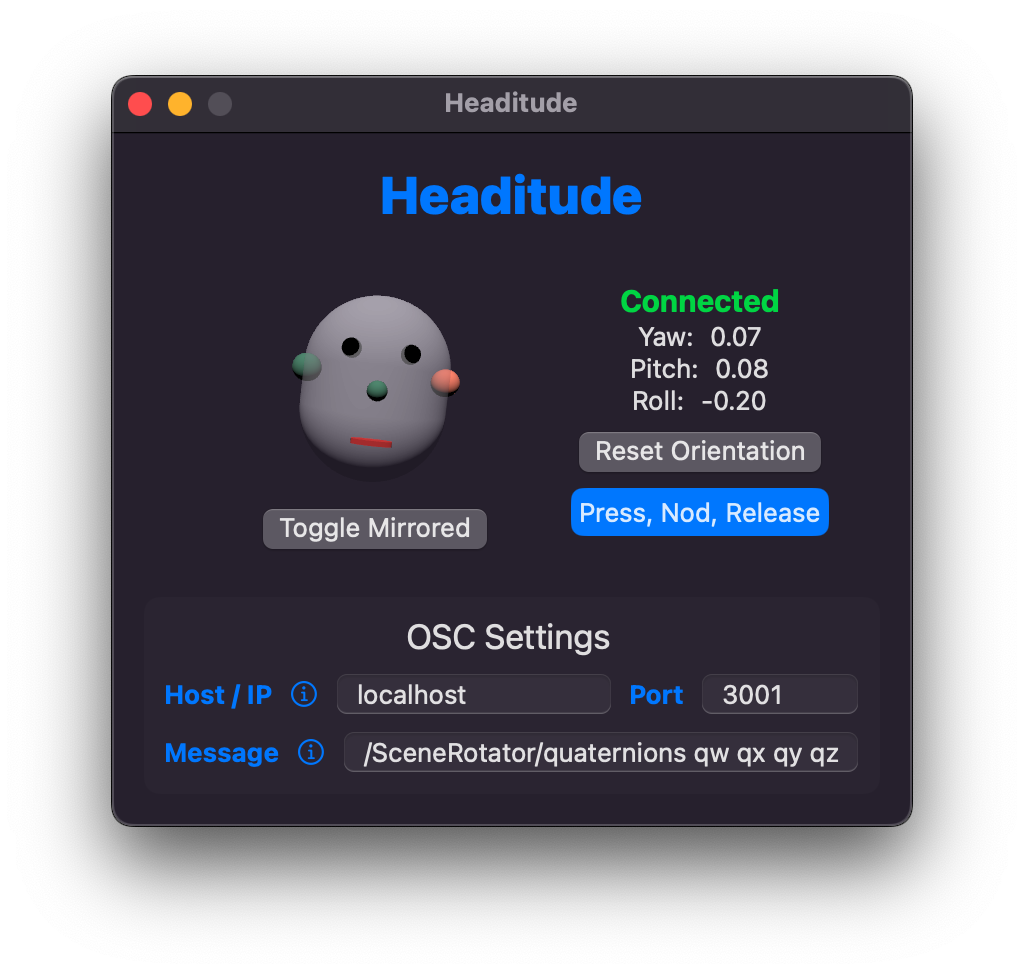 Headitude
Headitude
Connected
Yaw: 0.07
Pitch: 0.08
Roll: -0.20
Reset Orientation
Press, Nod, Release
Toggle Mirrored
OSC Settings
Host / IP localhost Port 3001
Message /SceneRotator/quaternions qw qx qy qz